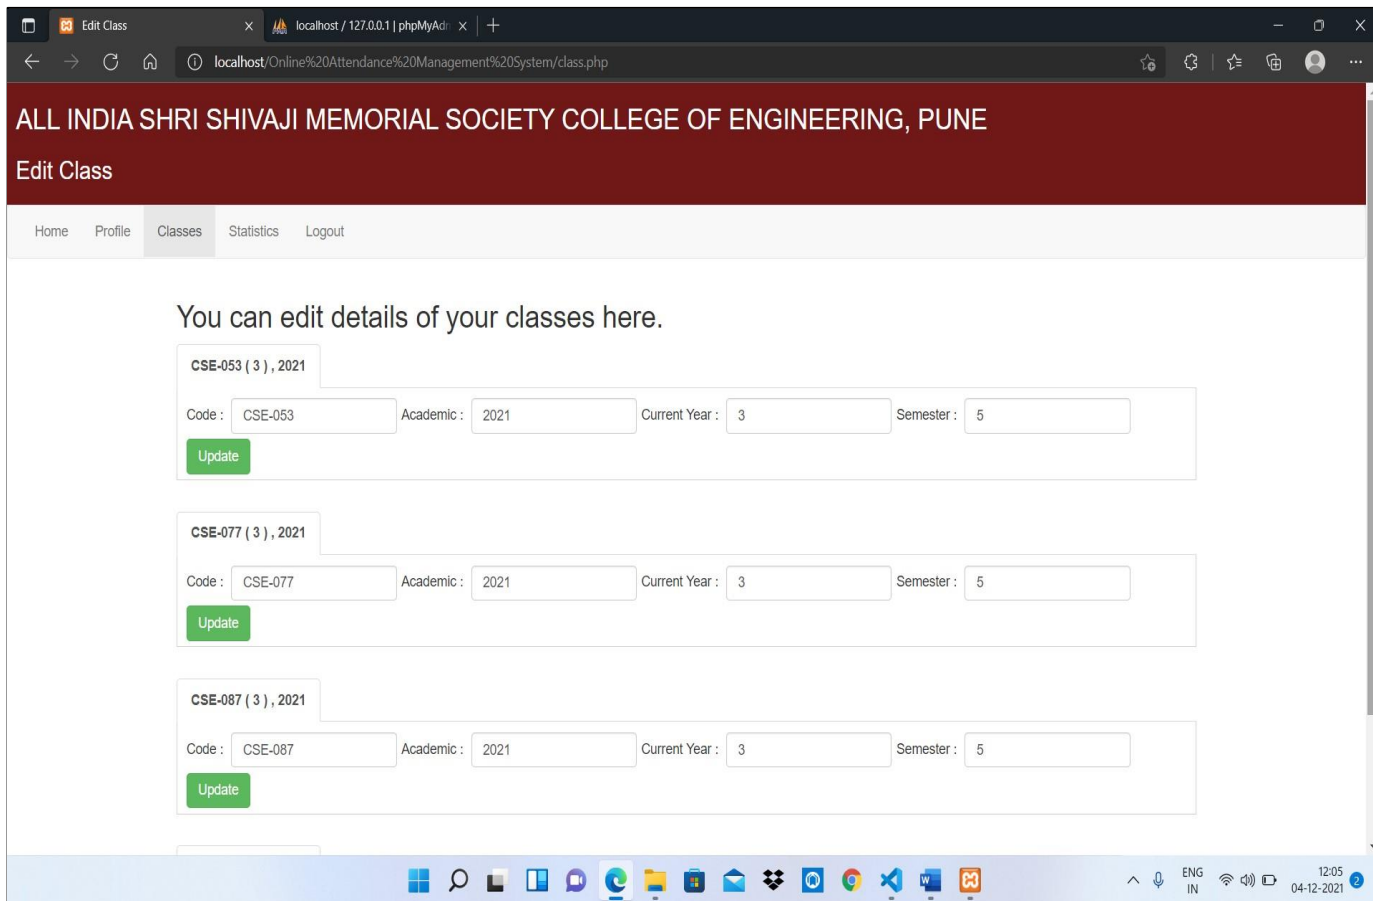 Edit Class
localhost / 127.0.0.1 | phpMyAdn
localhost/Online%20Attendance%20Management%20System/class.php
ALL INDIA SHRI SHIVAJI MEMORIAL SOCIETY COLLEGE OF ENGINEERING, PUNE
Edit Class
Home Profile Classes Statistics Logout
You can edit details of your classes here.
CSE-053 ( 3 ) , 2021
Code : CSE-053 Academic : 2021 Current Year : 3 Semester : 5
Update
CSE-077 ( 3 ) , 2021
Code : CSE-077 Academic : 2021 Current Year : 3 Semester : 5
Update
CSE-087 ( 3 ) , 2021
Code : CSE-087 Academic : 2021 Current Year : 3 Semester : 5
Update
ENG 12:05
IN 04-12-2021 2